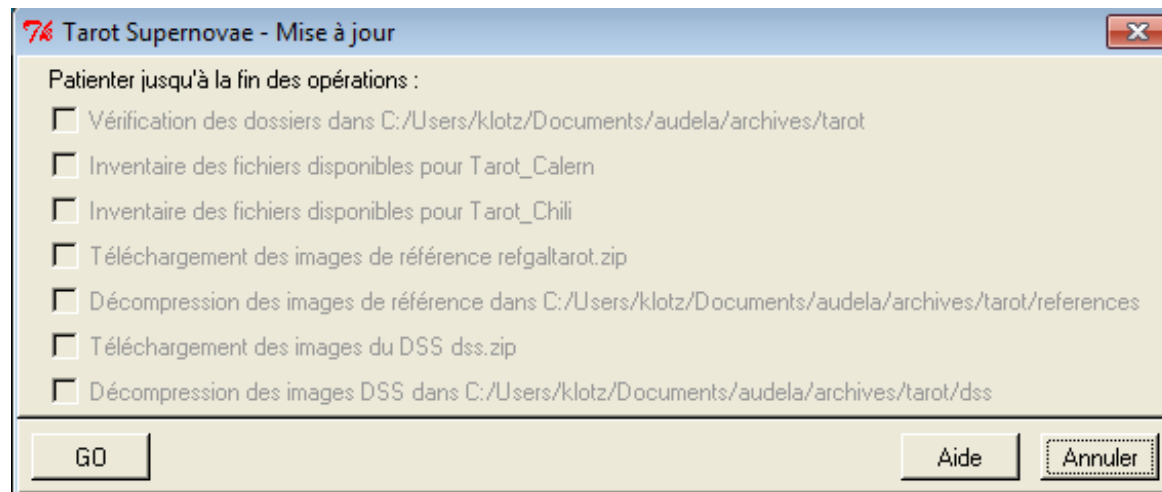 Tarot Supernovae - Mise à jour
Patienter jusqu'à la fin des opérations :
Vérification des dossiers dans C:/Users/klotz/Documents/audela/archives/tarot
Inventaire des fichiers disponibles pour Tarot_Calern
Inventaire des fichiers disponibles pour Tarot_Chili
Téléchargement des images de référence refgaltarot.zip
Décompression des images de référence dans C:/Users/klotz/Documents/audela/archives/tarot/references
Téléchargement des images du DSS dss.zip
Décompression des images DSS dans C:/Users/klotz/Documents/audela/archives/tarot/dss
GO Aide Annuler